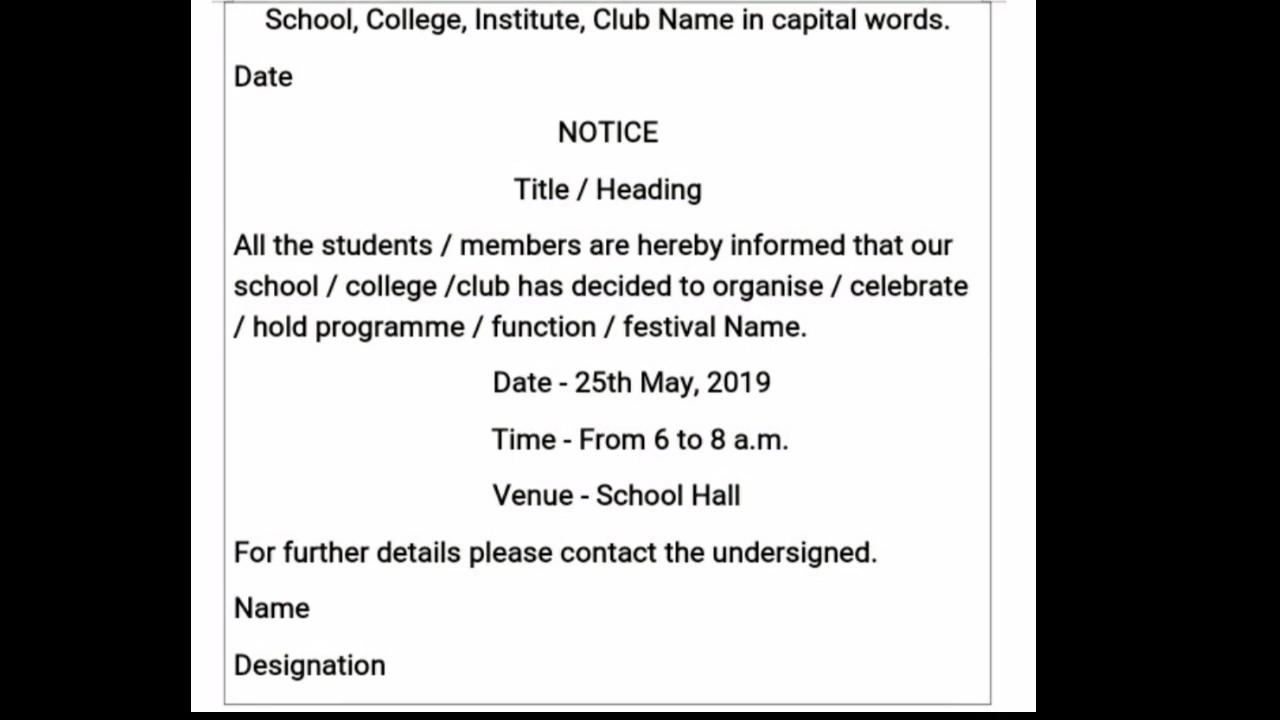 School, College, Institute, Club Name in capital words.
Date
NOTICE
Title / Heading
All the students / members are hereby informed that our
school / college /club has decided to organise / celebrate
/ hold programme / function / festival Name.
Date - 25th May, 2019
Time - From 6 to 8 a.m.
Venue - School Hall
For further details please contact the undersigned.
Name
Designation